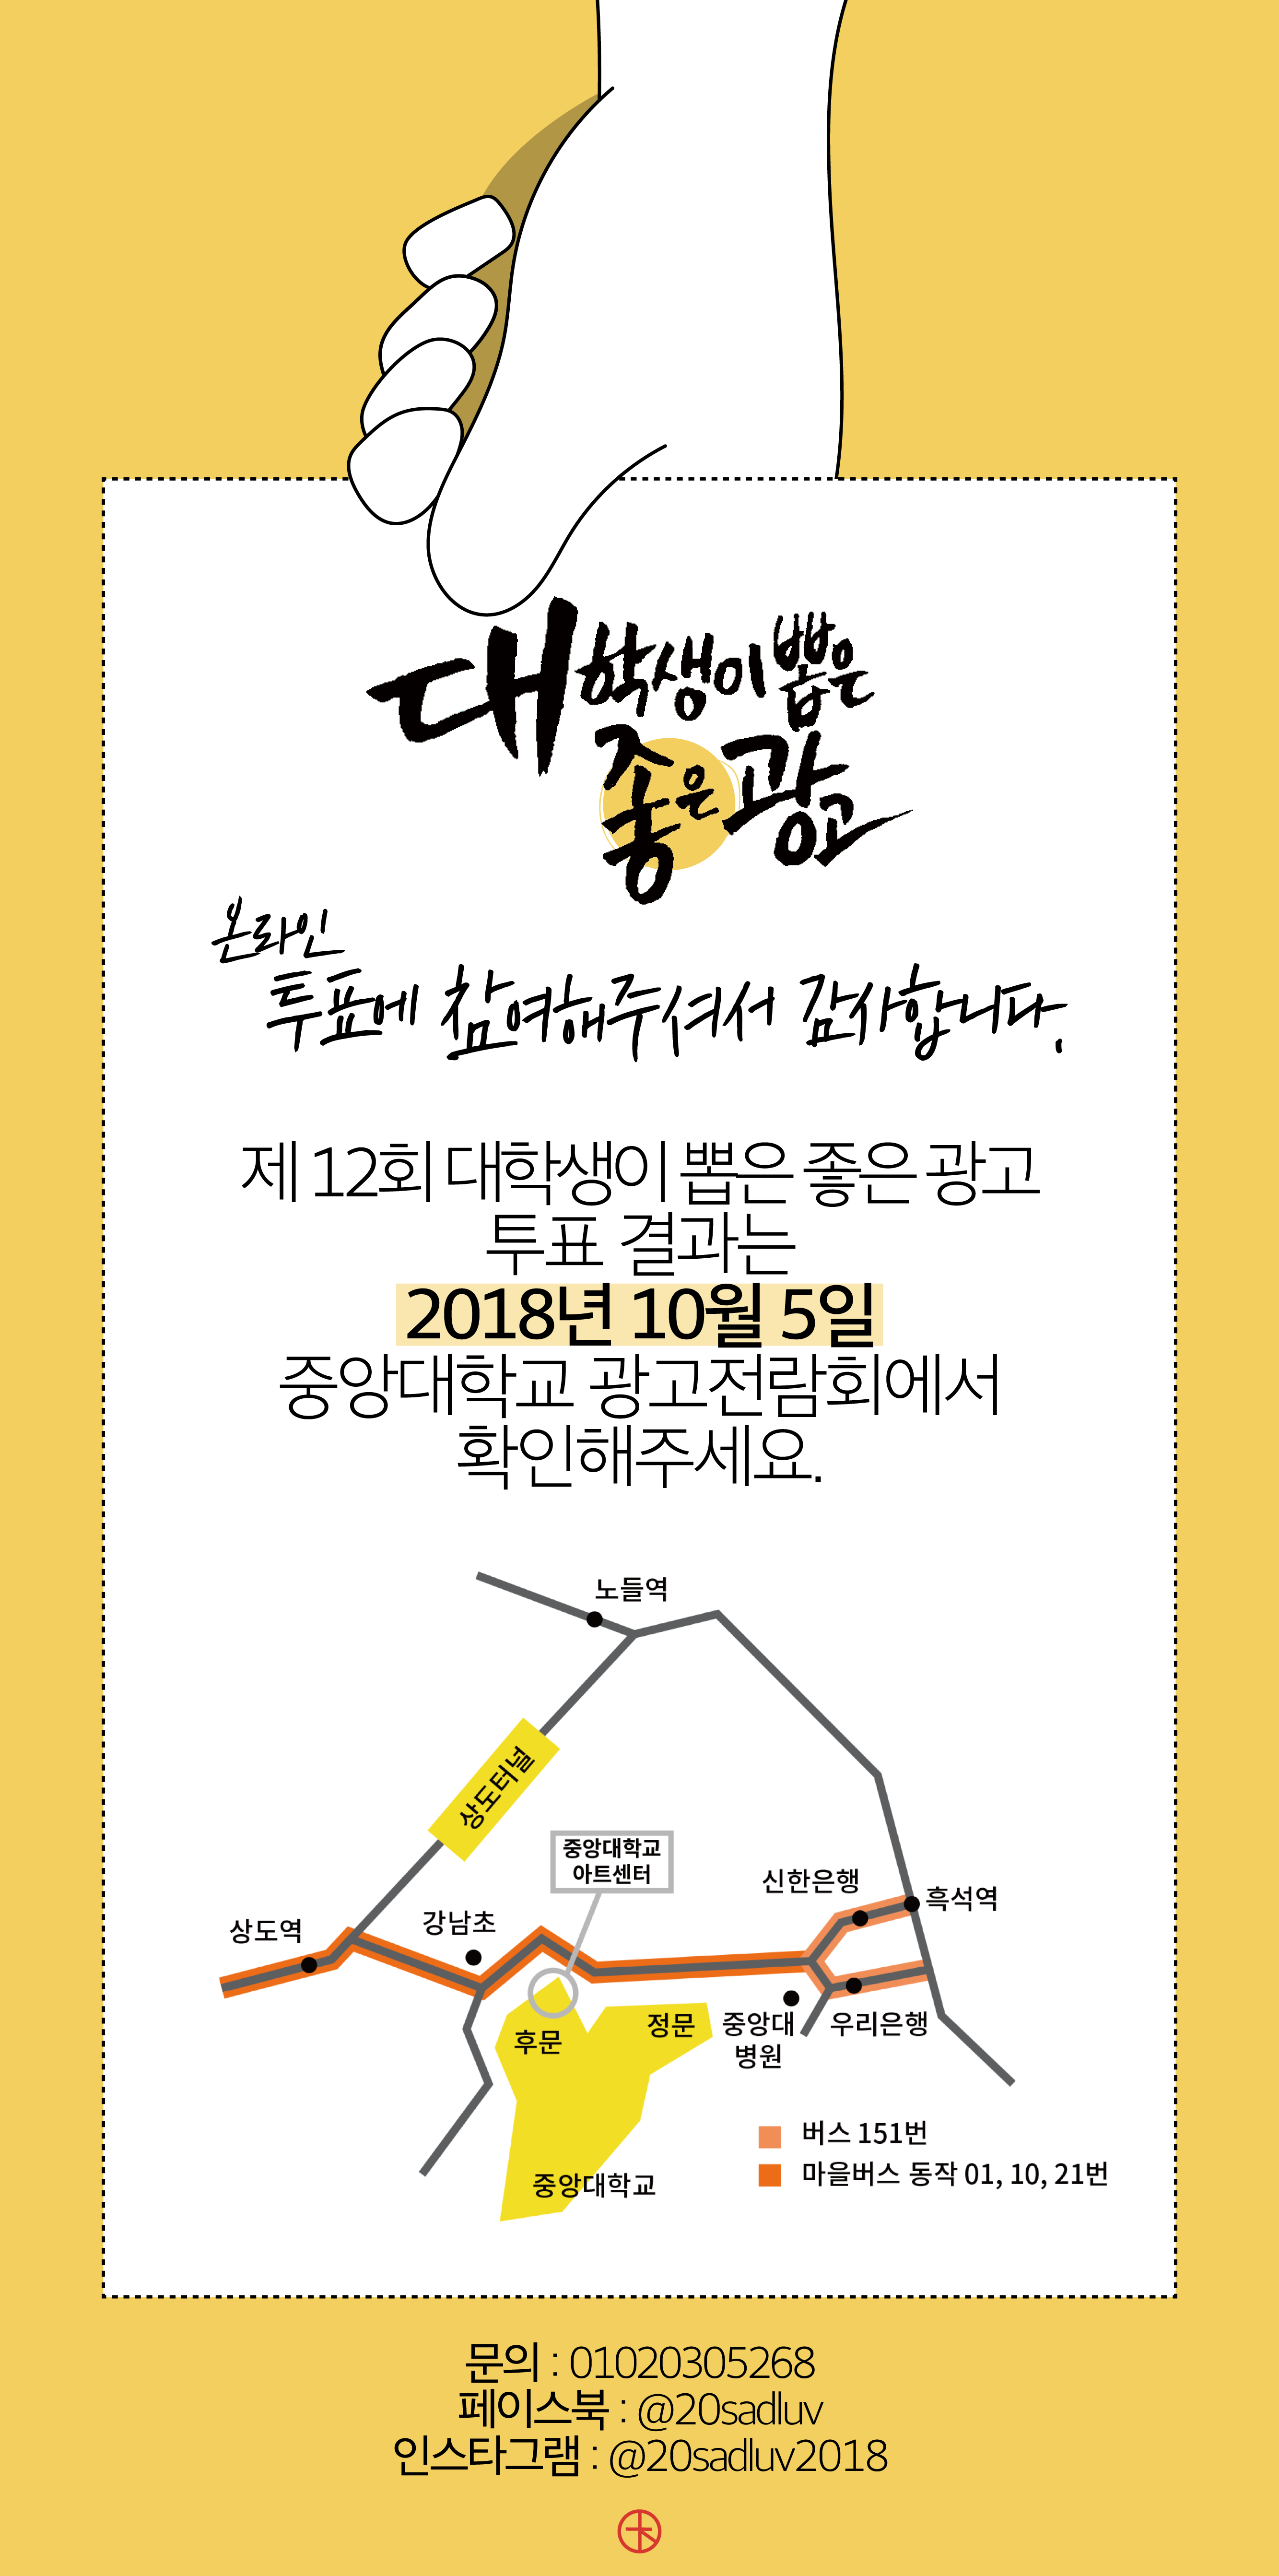 대학생이 뽑은
좋은 광고
온라인
투표에 참여해주셔서 감사합니다.
제 12회 대학생이 뽑은 좋은 광고
투표 결과는
2018년 10월 5일
중앙대학교 광고전람회에서
확인해주세요.
노들역
상도터널
중앙대학교
아트센터
신한은행
흑석역
강남초
상도역
정문
중앙대
병원
우리은행
후문
버스 151번
마을버스 동작 01, 10, 21번
중앙대학교
문의 : 01020305268
페이스북 : @20sadluv
인스타그램 : @20sadluv2018